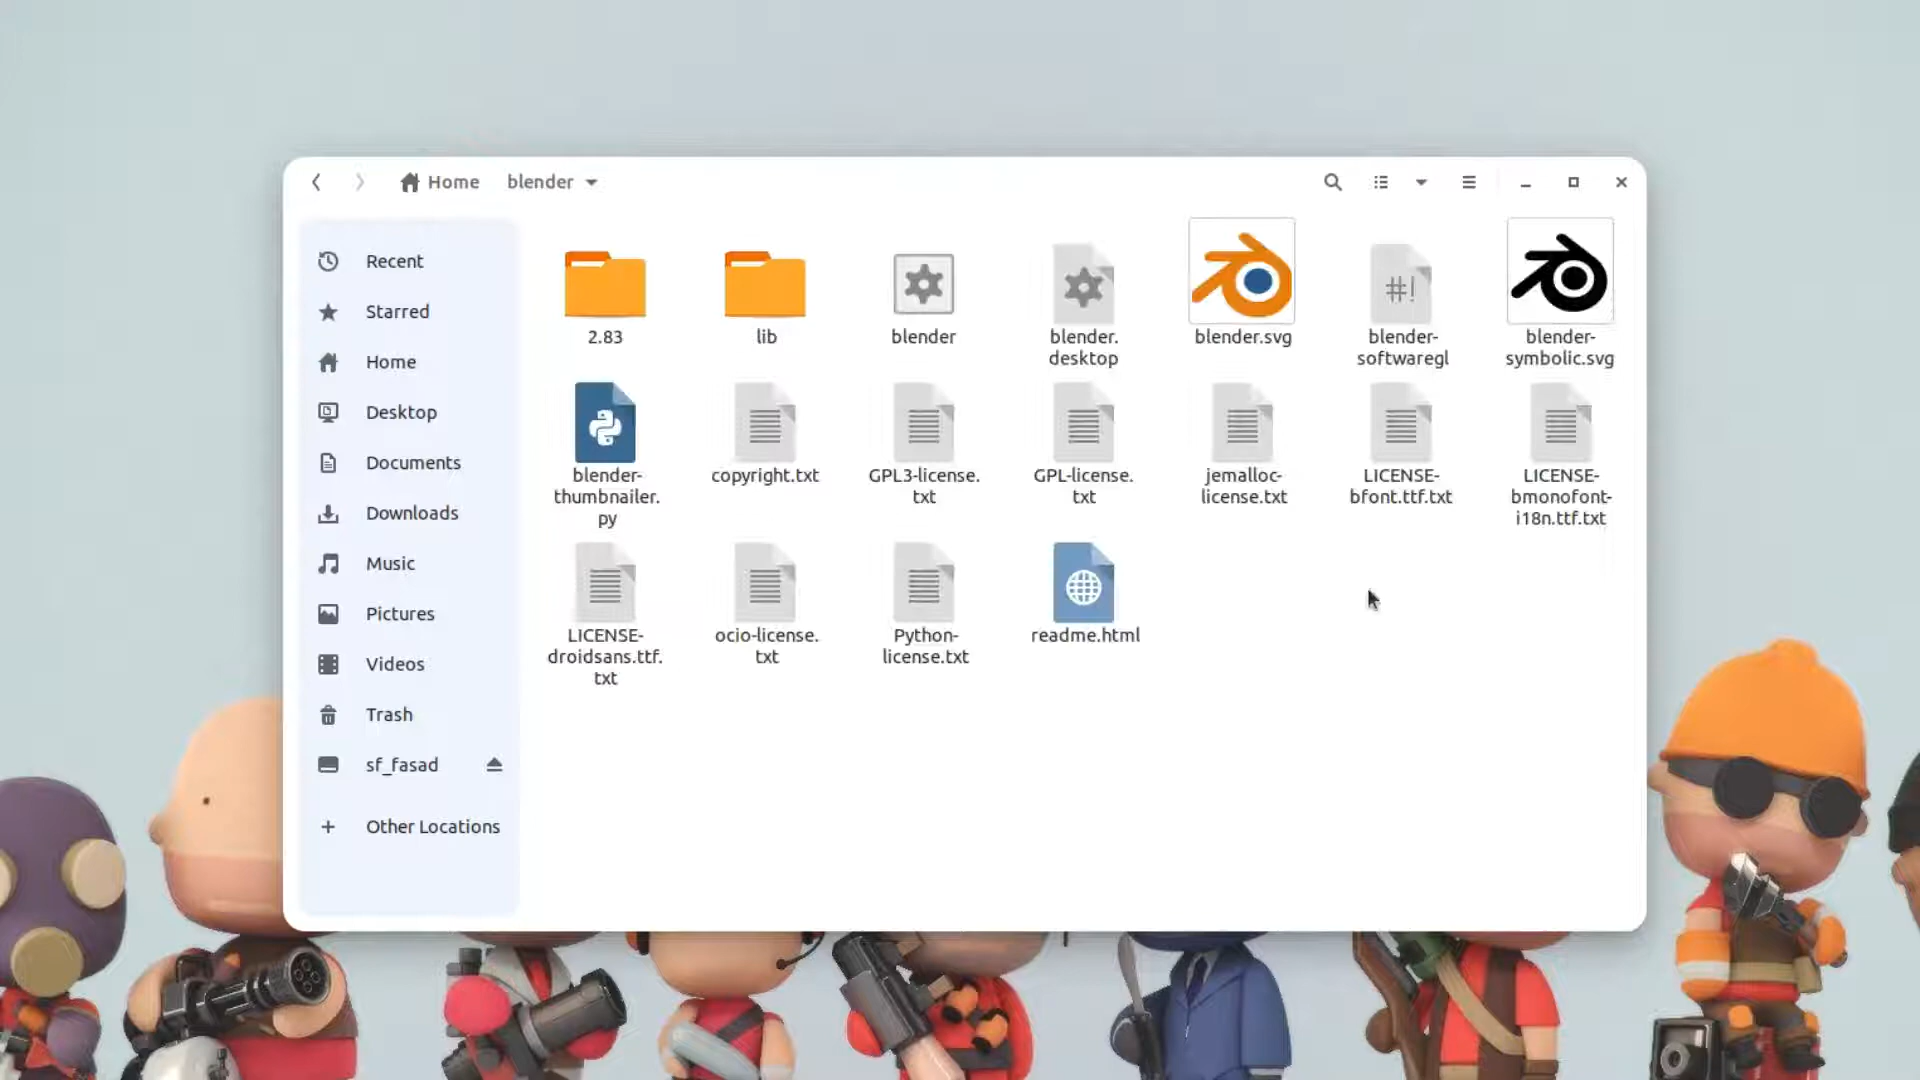 Home blender
Recent
Starred
Home
Desktop
Documents
Downloads
Music
Pictures
Videos
Trash
sf_fasad
Other Locations
2.83
lib
blender
blender.
desktop
blender.svg
#!
blender-
softwaregl
blender-
symbolic.svg
blender-
thumbnailer.
py
copyright.txt
GPL3-license.
txt
GPL-license.
txt
jemalloc-
license.txt
LICENSE-
bfont.ttf.txt
LICENSE-
bmonofont-
i18n.ttf.txt
LICENSE-
droidsans.ttf.
txt
ocio-license.
txt
Python-
license.txt
readme.html